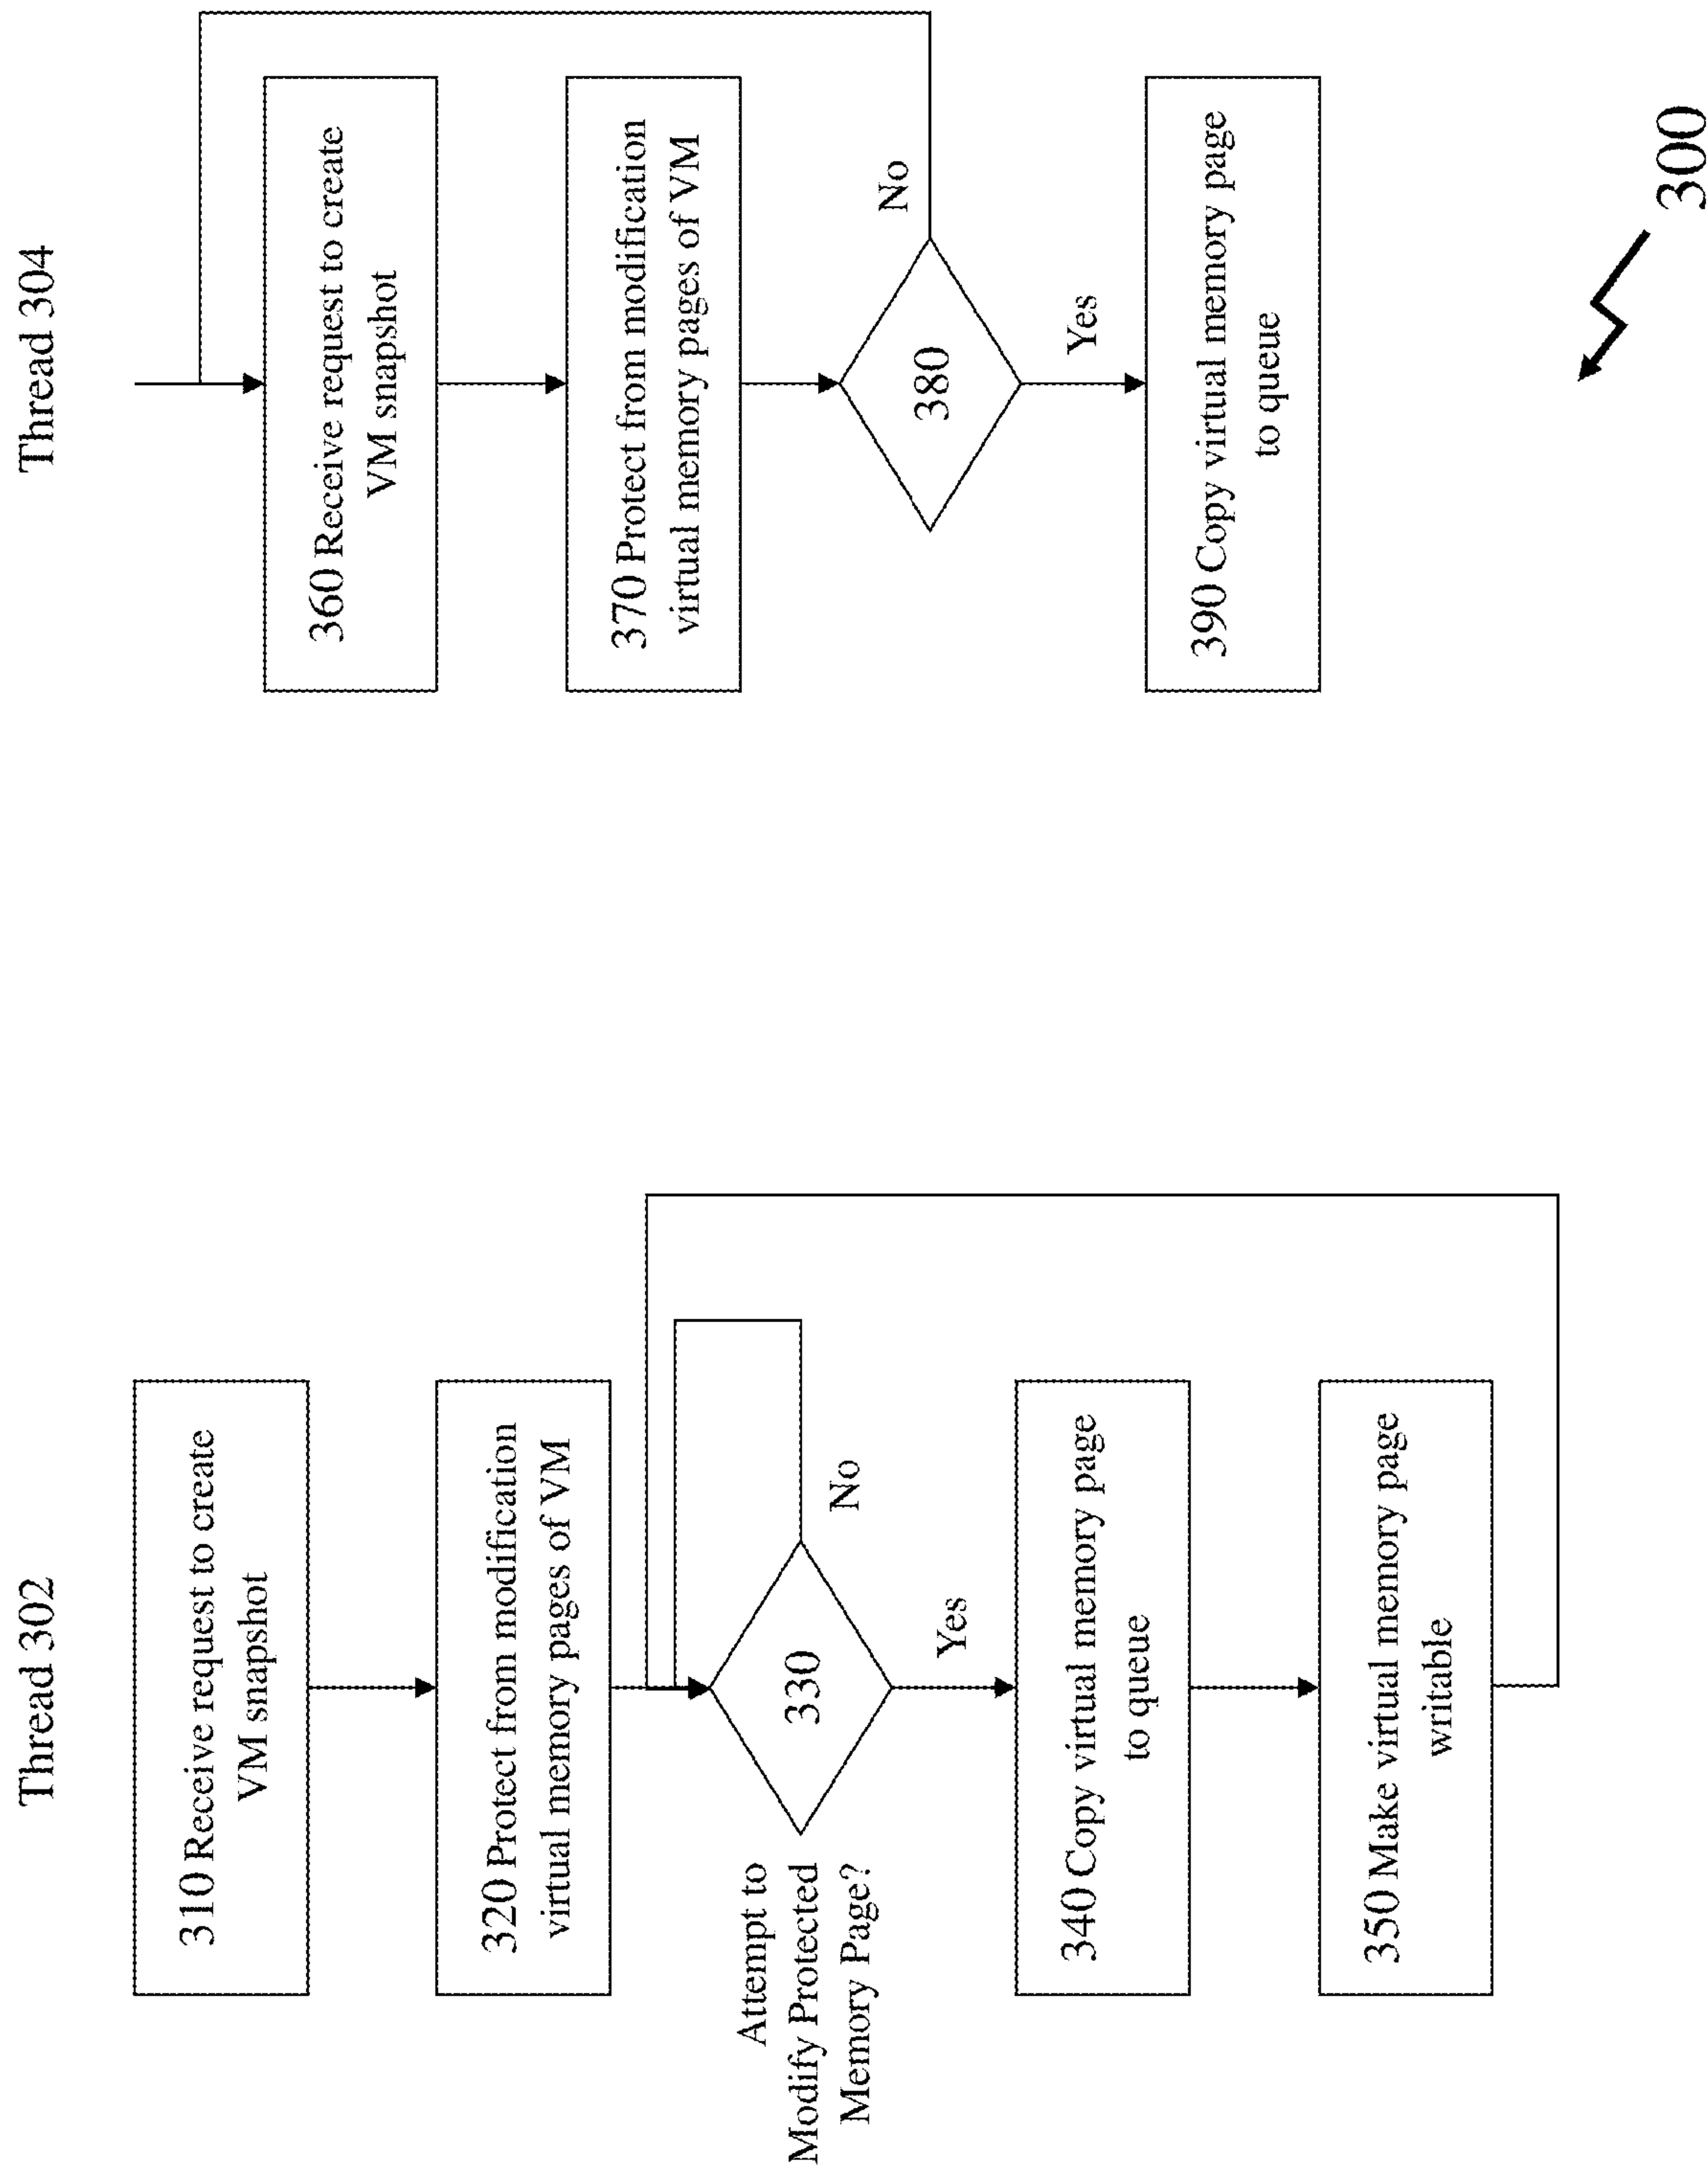 Thread 302
310 Receive request to create
VM snapshot
320 Protect from modification
virtual memory pages of VM
Attempt to
Modify Protected
Memory Page?
330
No
Yes
340 Copy virtual memory page
to queue
350 Make virtual memory page
writable
Thread 304
360 Receive request to create
VM snapshot
370 Protect from modification
virtual memory pages of VM
380
No
Yes
390 Copy virtual memory page
to queue
300